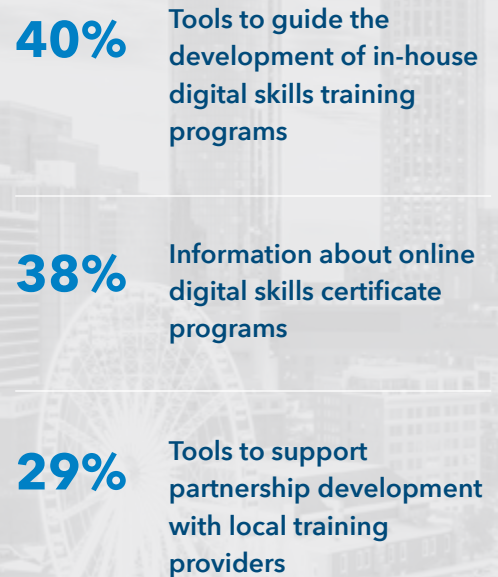 40%
Tools to guide the
development of in-house
digital skills training
programs
38%
Information about online
digital skills certificate
programs
29%
Tools to support
partnership development
with local training
providers